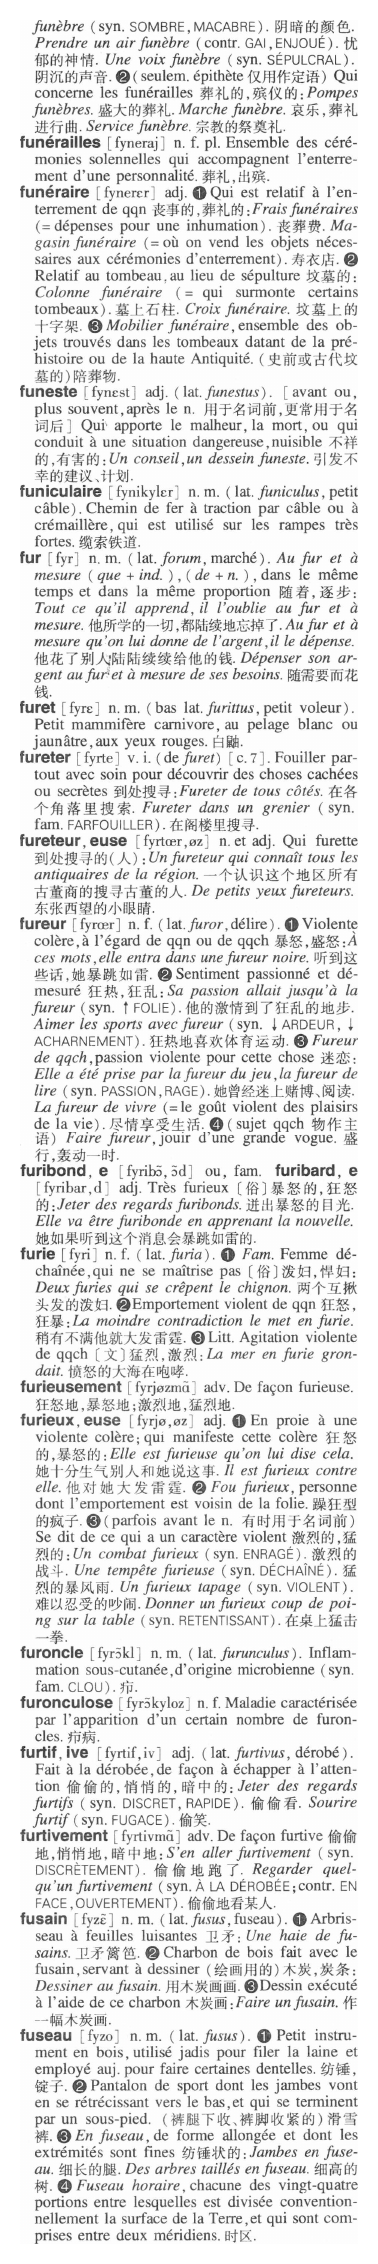 funèbre (syn. SOMBRE, MACABRE). 阴暗的颜色.
Prendre un air funèbre (contr. GAI, ENJOUÉ). 忧
郁的神情. Une voix funèbre (syn. SÉPULCRAL).
阴沉的声音. ❷(seulem. épithète 仅用作定语) Qui
concerne les funérailles 葬礼的,殡仪的: Pompes
funèbres. 盛大的葬礼. Marche funèbre. 哀乐,葬礼
进行曲. Service funèbre. 宗教的祭奠礼.
funérailles [fyneraj] n. f. pl. Ensemble des céré-
monies solennelles qui accompagnent l'enterre-
ment d'une personnalité. 葬礼,出殡.
funéraire [fynerɛr] adj. ❶Qui est relatif à l'en-
terrement de qqn 丧事的,葬礼的:Frais funéraires
(= dépenses pour une inhumation). 丧葬费. Ma-
gasin funéraire (= où on vend les objets néces-
saires aux cérémonies d'enterrement). 寿衣店. ❷
Relatif au tombeau,au lieu de sépulture 坟墓的:
Colonne funéraire (= qui surmonte certains
tombeaux). 墓上石柱. Croix funéraire. 坟墓上的
十字架. ❸ Mobilier funéraire, ensemble des ob-
jets trouvés dans les tombeaux datant de la pré-
histoire ou de la haute Antiquité. (史前或古代坟
墓的)陪葬物.
funeste [fynɛst] adj. (lat. funestus). [avant ou,
plus souvent,après le n. 用于名词前,更常用于名
词后] Qui apporte le malheur, la mort, ou qui
conduit à une situation dangereuse,nuisible 不祥
的,有害的: Un conseil,un dessein funeste. 引发不
幸的建议、计划.
funiculaire [fynikylɛr] n. m. (lat. funiculus, petit
câble). Chemin de fer à traction par câble ou à
crémaillère, qui est utilisé sur les rampes très
fortes. 缆索铁道.
fur [fyr] n. m. (lat. forum, marché). Au fur et à
mesure (que + ind.), (de + n.), dans le même
temps et dans la même proportion 随着,逐步:
Tout ce qu'il apprend, il l'oublie au fur et à
mesure. 他所学的一切,都陆续地忘掉了. Au fur et à
mesure qu'on lui donne de l'argent,il le dépense.
他花了别人陆陆续续给他的钱. Dépenser son ar-
gent au fur et à mesure de ses besoins. 随需要而花
钱.
furet [fyrɛ] n. m. (bas lat. furittus, petit voleur).
Petit mammifère carnivore, au pelage blanc ou
jaunâtre,aux yeux rouges. 白鼬.
fureter [fyrte] v. i. (de furet) [c. 7]. Fouiller par-
tout avec soin pour découvrir des choses cachées
ou secrètes 到处搜寻:Fureter de tous côtés. 在各
个角落里搜索. Fureter dans un grenier (syn.
fam. FARFOUILLER). 在阁楼里搜寻.
fureteur, euse [fyrtœr,øz] n. et adj. Qui furette
到处搜寻的(人):Un fureteur qui connaît tous les
antiquaires de la région. 一个认识这个地区所有
古董商的搜寻古董的人. De petits yeux fureteurs.
东张西望的小眼睛.
fureur [fyrœr] n. f. (lat. furor,délire). ❶ Violente
colère,à l'égard de qqn ou de qqch 暴怒,盛怒:À
ces mots,elle entra dans une fureur noire. 听到这
些话,她暴跳如雷. ❷ Sentiment passionné et dé-
mesuré 狂热,狂乱: Sa passion allait jusqu'à la
fureur (syn. ↑ FOLIE). 他的激情到了狂乱的地步.
Aimer les sports avec fureur (syn. ↓ ARDEUR, ↓
ACHARNEMENT). 狂热地喜欢体育运动. ❸ Fureur
de qqch,passion violente pour cette chose 迷恋:
Elle a été prise par la fureur du jeu,la fureur de
lire (syn. PASSION, RAGE). 她曾经迷上赌博、阅读.
La fureur de vivre (= le goût violent des plaisirs
de la vie). 尽情享受生活. ❹ (sujet qqch 物作主
语) Faire fureur, jouir d'une grande vogue. 盛
行,轰动一时.
furibond, e [fyribɔ̃, ɔ̃d] ou, fam. furibard, e
[fyribar,d] adj. Très furieux [俗]暴怒的,狂怒
的:Jeter des regards furibonds. 迸出暴怒的目光.
Elle va être furibonde en apprenant la nouvelle.
她如果听到这个消息会暴跳如雷的.
furie [fyri] n. f. (lat. furia). ❶ Fam. Femme dé-
chaînée,qui ne se maîtrise pas [俗]泼妇,悍妇:
Deux furies qui se crêpent le chignon. 两个互揪
头发的泼妇. ❷Emportement violent de qqn 狂怒,
狂暴: La moindre contradiction le met en furie.
稍有不满他就大发雷霆. ❸Litt. Agitation violente
de qqch [文]猛烈,激烈: La mer en furie gron-
dait. 愤怒的大海在咆哮.
furieusement [fyrjøzmɑ̃] adv. De façon furieuse.
狂怒地,暴怒地;激烈地,猛烈地.
furieux, euse [fyrjø,øz] adj. ❶ En proie à une
violente colère; qui manifeste cette colère 狂怒
的,暴怒的: Elle est furieuse qu'on lui dise cela.
她十分生气别人和她说这事. Il est furieux contre
elle. 他对她大发雷霆. ❷ Fou furieux, personne
dont l'emportement est voisin de la folie. 躁狂型
的疯子. ❸ (parfois avant le n. 有时用于名词前)
Se dit de ce qui a un caractère violent 激烈的,猛
烈的:Un combat furieux (syn. ENRAGÉ). 激烈的
战斗. Une tempête furieuse (syn. DÉCHAÎNÉ). 猛
烈的暴风雨. Un furieux tapage (syn. VIOLENT).
难以忍受的吵闹. Donner un furieux coup de poi-
ng sur la table (syn. RETENTISSANT). 在桌上猛击
一拳.
furoncle [fyrɔ̃kl] n. m. (lat. furunculus). Inflam-
mation sous-cutanée,d'origine microbienne (syn.
fam. CLOU). 疖.
furonculose [fyrɔ̃kyloz] n. f. Maladie caractérisée
par l'apparition d'un certain nombre de furon-
cles. 疖病.
furtif, ive [fyrtif,iv] adj. (lat. furtivus, dérobé).
Fait à la dérobée,de façon à échapper à l'atten-
tion 偷偷的,悄悄的,暗中的: Jeter des regards
furtifs (syn. DISCRET, RAPIDE). 偷偷看. Sourire
furtif (syn. FUGACE). 偷笑.
furtivement [fyrtivmɑ̃] adv. De façon furtive 偷偷
地,悄悄地,暗中地:S'en aller furtivement (syn.
DISCRÈTEMENT). 偷偷地跑了. Regarder quel-
qu'un furtivement (syn. À LA DÉROBÉE;contr. EN
FACE,OUVERTEMENT). 偷偷地看某人.
fusain [fyzɛ̃] n. m. (lat. fusus,fuseau). ❶ Arbris-
seau à feuilles luisantes 卫矛: Une haie de fu-
sains. 卫矛篱笆. ❷ Charbon de bois fait avec le
fusain,servant à dessiner (绘画用的)木炭,炭条:
Dessiner au fusain. 用木炭画画. ❸Dessin exécuté
à l'aide de ce charbon 木炭画:Faire un fusain. 作
一幅木炭画.
fuseau [fyzo] n. m. (lat. fusus). ❶ Petit instru-
ment en bois, utilisé jadis pour filer la laine et
employé auj. pour faire certaines dentelles. 纺锤,
锭子. ❷ Pantalon de sport dont les jambes vont
en se rétrécissant vers le bas,et qui se terminent
par un sous-pied. (裤腿下收、裤脚收紧的)滑雪
裤. ❸ En fuseau, de forme allongée et dont les
extrémités sont fines 纺锤状的: Jambes en fuse-
au. 细长的腿. Des arbres taillés en fuseau. 细高的
树. ❹ Fuseau horaire, chacune des vingt-quatre
portions entre lesquelles est divisée convention-
nellement la surface de la Terre,et qui sont com-
prises entre deux méridiens. 时区.